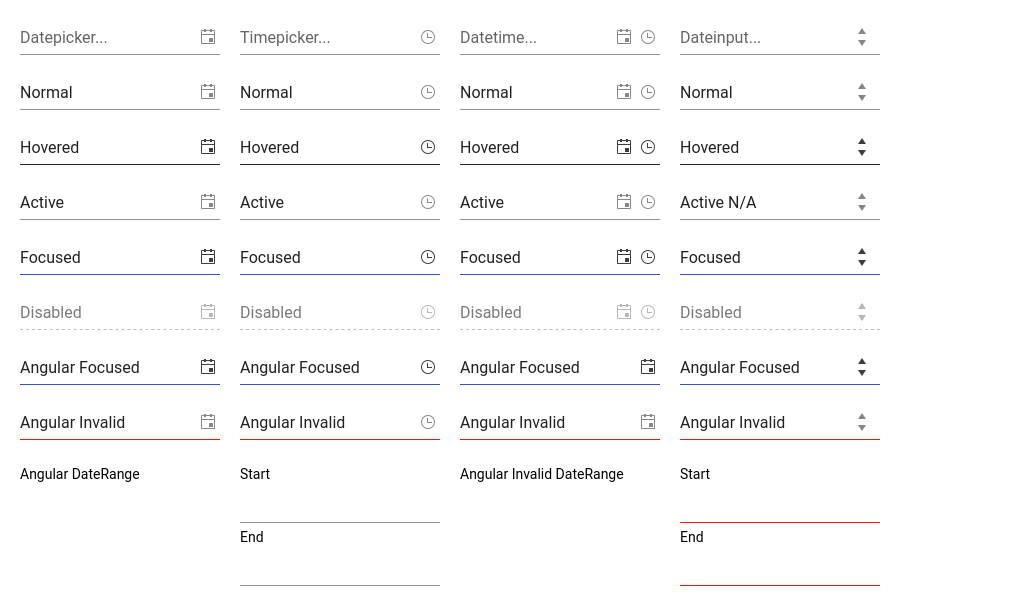 Datepicker... Timepicker... Datetime... Dateinput...
Normal Normal Normal Normal
Hovered Hovered Hovered Hovered
Active Active Active Active N/A
Focused Focused Focused Focused
Disabled Disabled Disabled Disabled
Angular Focused Angular Focused Angular Focused Angular Focused
Angular Invalid Angular Invalid Angular Invalid Angular Invalid
Angular DateRange Start Angular Invalid DateRange Start
End End